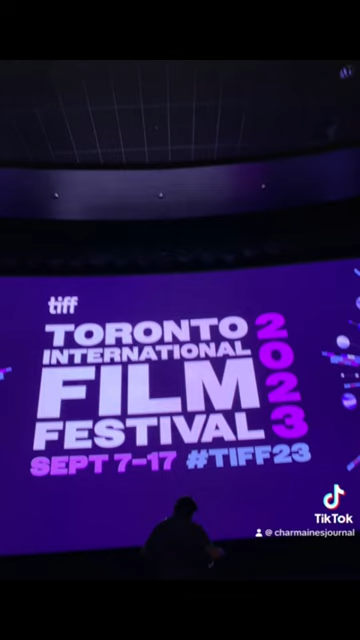 tiff
TORONTO
INTERNATIONAL
FILM
FESTIVAL
2023
SEPT 7–17 #TIFF23
TikTok
@ charmainesjournal